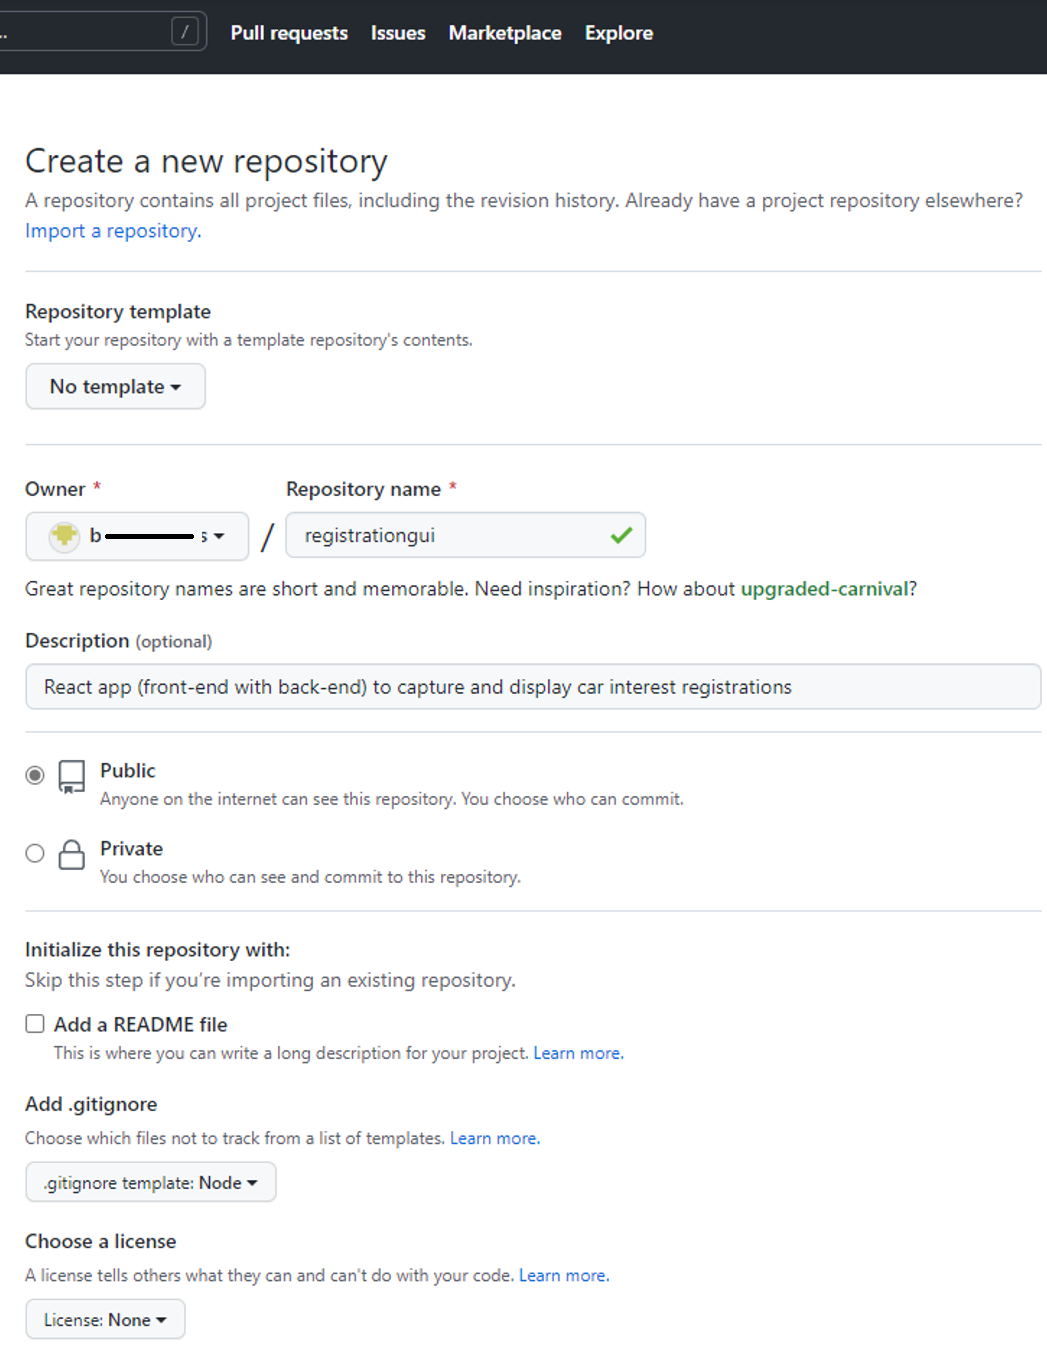 ..
/
Pull requests Issues Marketplace Explore
Create a new repository
A repository contains all project files, including the revision history. Already have a project repository elsewhere?
Import a repository.
Repository template
Start your repository with a template repository's contents.
No template
Owner * Repository name *
b s / registrationgui
Great repository names are short and memorable. Need inspiration? How about upgraded-carnival?
Description (optional)
React app (front-end with back-end) to capture and display car interest registrations
Public
Anyone on the internet can see this repository. You choose who can commit.
Private
You choose who can see and commit to this repository.
Initialize this repository with:
Skip this step if you're importing an existing repository.
Add a README file
This is where you can write a long description for your project. Learn more.
Add .gitignore
Choose which files not to track from a list of templates. Learn more.
.gitignore template: Node
Choose a license
A license tells others what they can and can't do with your code. Learn more.
License: None